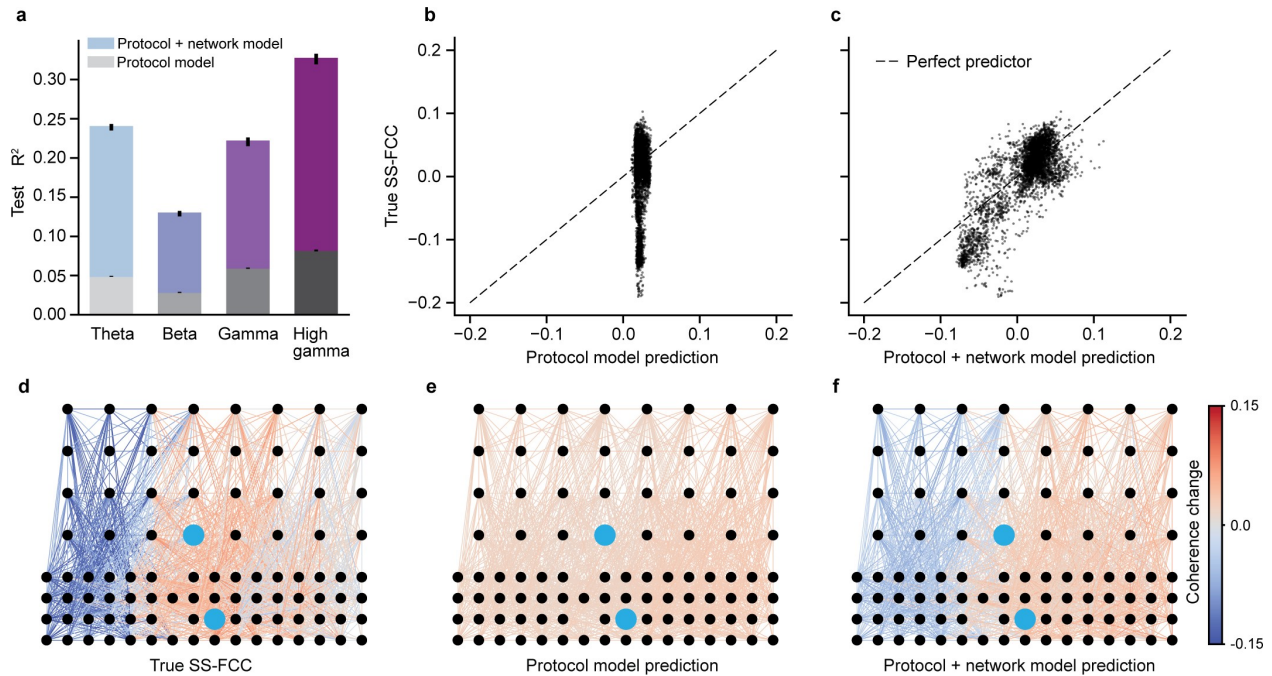 a
Protocol + network model
Protocol model
Test R²
0.30
0.25
0.20
0.15
0.10
0.05
0.00
Theta
Beta
Gamma
High
gamma
b
True SS-FCC
0.2
0.1
0.0
−0.1
−0.2
−0.2
−0.1
0.0
0.1
0.2
Protocol model prediction
c
Perfect predictor
−0.2
−0.1
0.0
0.1
0.2
Protocol + network model prediction
d
True SS-FCC
e
Protocol model prediction
f
Protocol + network model prediction
0.15
0.0
-0.15
Coherence change